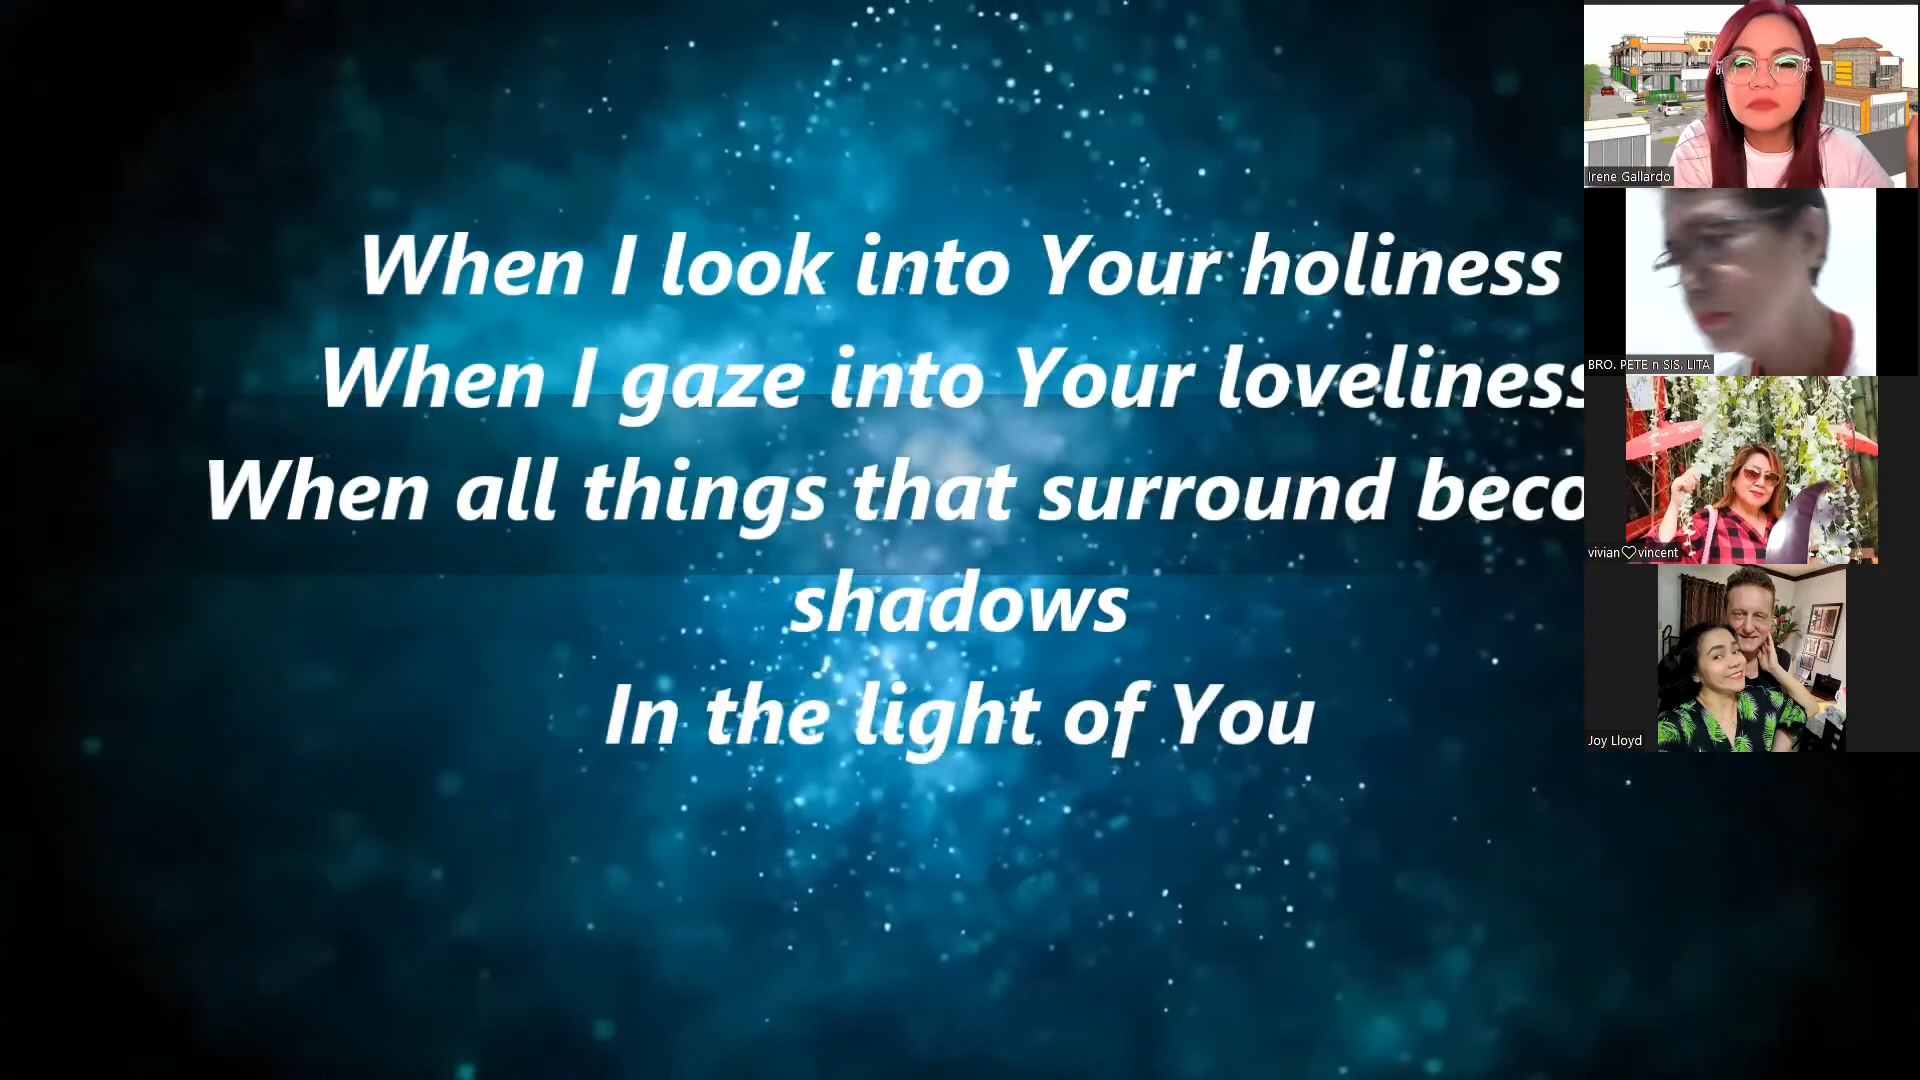 When I look into Your holiness
When I gaze into Your loveliness
When all things that surround beco
shadows
In the light of You
Irene Gallardo
BRO. PETE n SIS. LITA
vivian♡vincent
Joy Lloyd